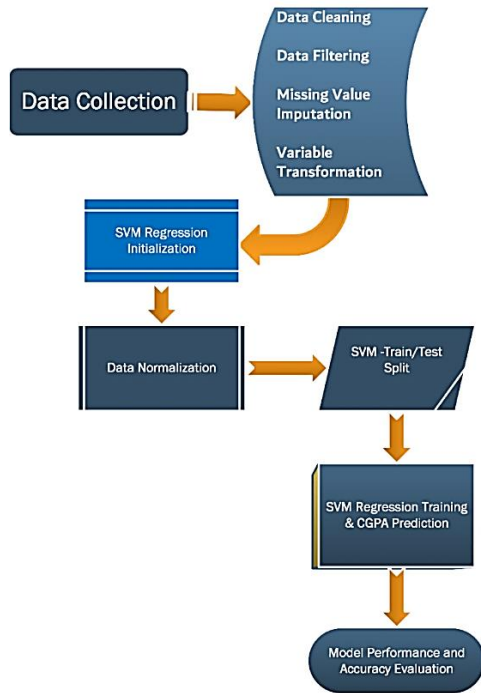 Data Collection
Data Cleaning
Data Filtering
Missing Value
Imputation
Variable
Transformation
SVM Regression
Initialization
Data Normalization
SVM -Train/Test
Split
SVM Regression Training
& CGPA Prediction
Model Performance and
Accuracy Evaluation